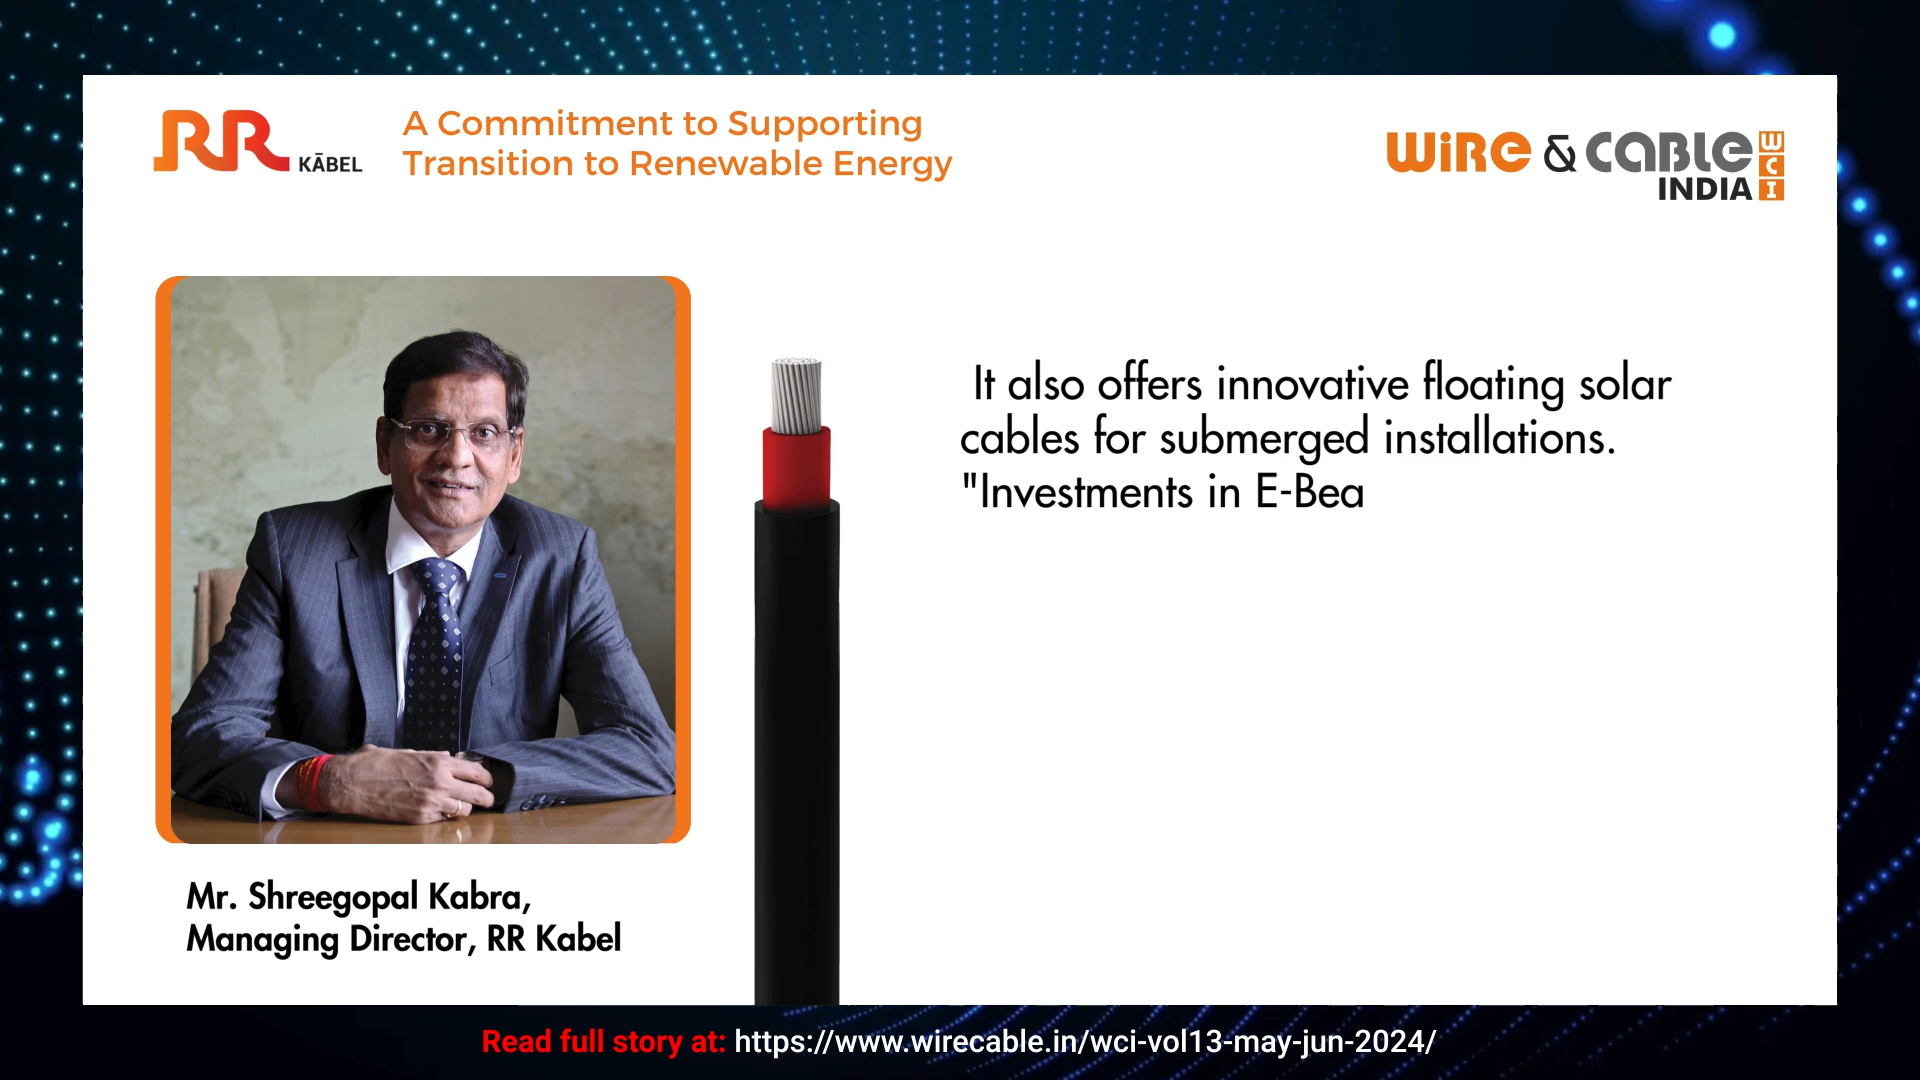 RR KĀBEL
A Commitment to Supporting
Transition to Renewable Energy
WiRe & CaBLe
INDIA
WCI
It also offers innovative floating solar
cables for submerged installations.
"Investments in E-Bea
Mr. Shreegopal Kabra,
Managing Director, RR Kabel
Read full story at: https://www.wirecable.in/wci-vol13-may-jun-2024/